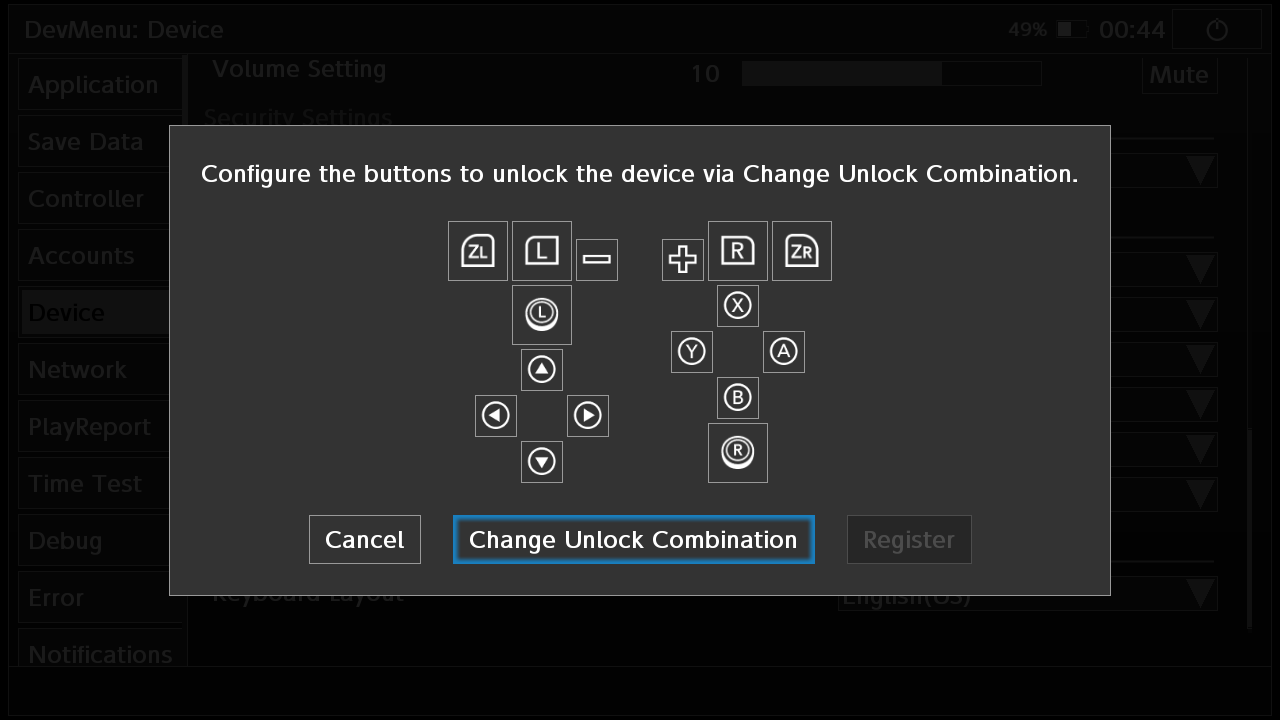 DevMenu: Device
49%
00:44
Application
Volume Setting
10
Mute
Security Settings
Save Data
Controller
Accounts
Device
Network
PlayReport
Time Test
Debug
Error
Notifications
Configure the buttons to unlock the device via Change Unlock Combination.
ZL L R ZR
L X
Y A
B
R
Cancel
Change Unlock Combination
Register
Keyboard Layout
English(US)